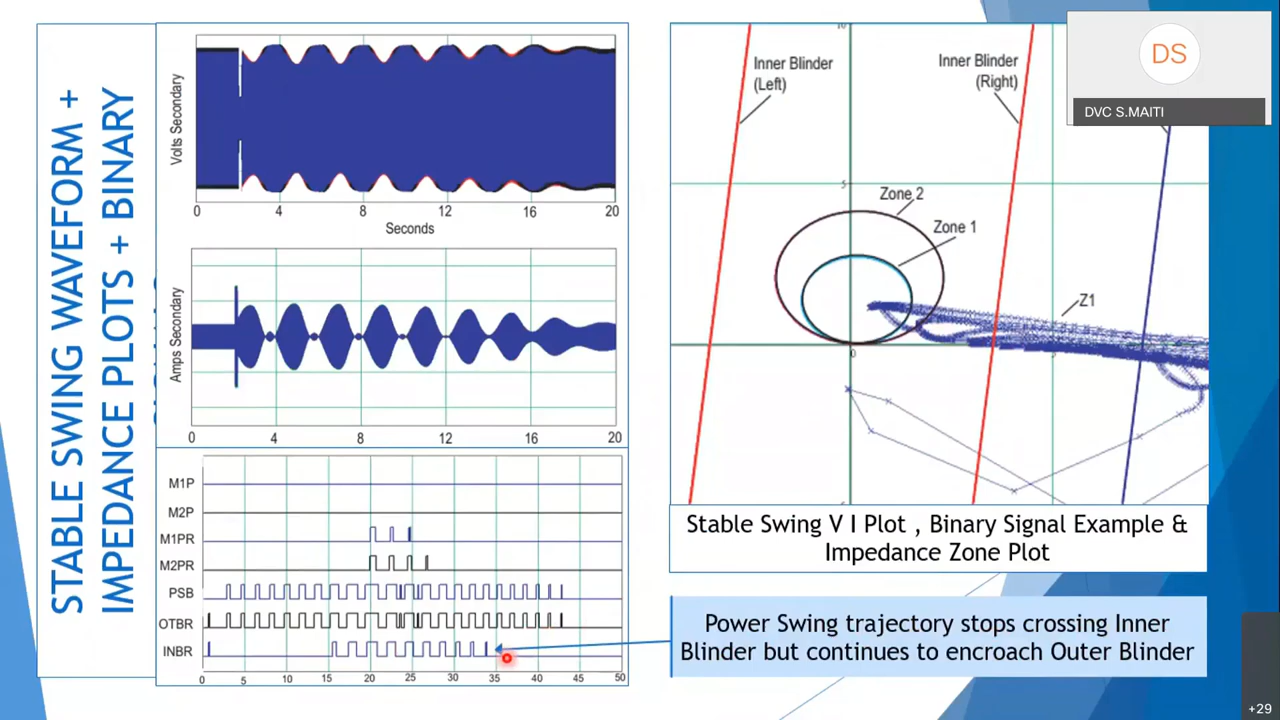 STABLE SWING WAVEFORM +
IMPEDANCE PLOTS + BINARY
Volts Secondary
0 4 8 12 16 20
Seconds
Amps Secondary
0 4 8 12 16 20
M1P
M2P
M1PR
M2PR
PSB
OTBR
INBR
0 5 10 15 20 25 30 35 40 45 50
Inner Blinder
(Left)
Inner Blinder
(Right)
5
Zone 2
Zone 1
Z1
0
Stable Swing V I Plot , Binary Signal Example &
Impedance Zone Plot
Power Swing trajectory stops crossing Inner
Blinder but continues to encroach Outer Blinder
DS
DVC S.MAITI
+29